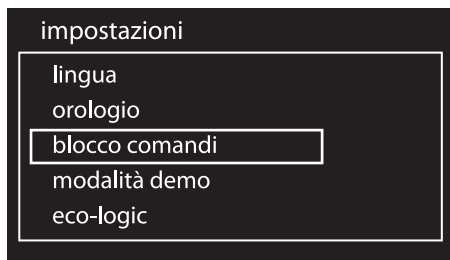 impostazioni
lingua
orologio
blocco comandi
modalità demo
eco-logic